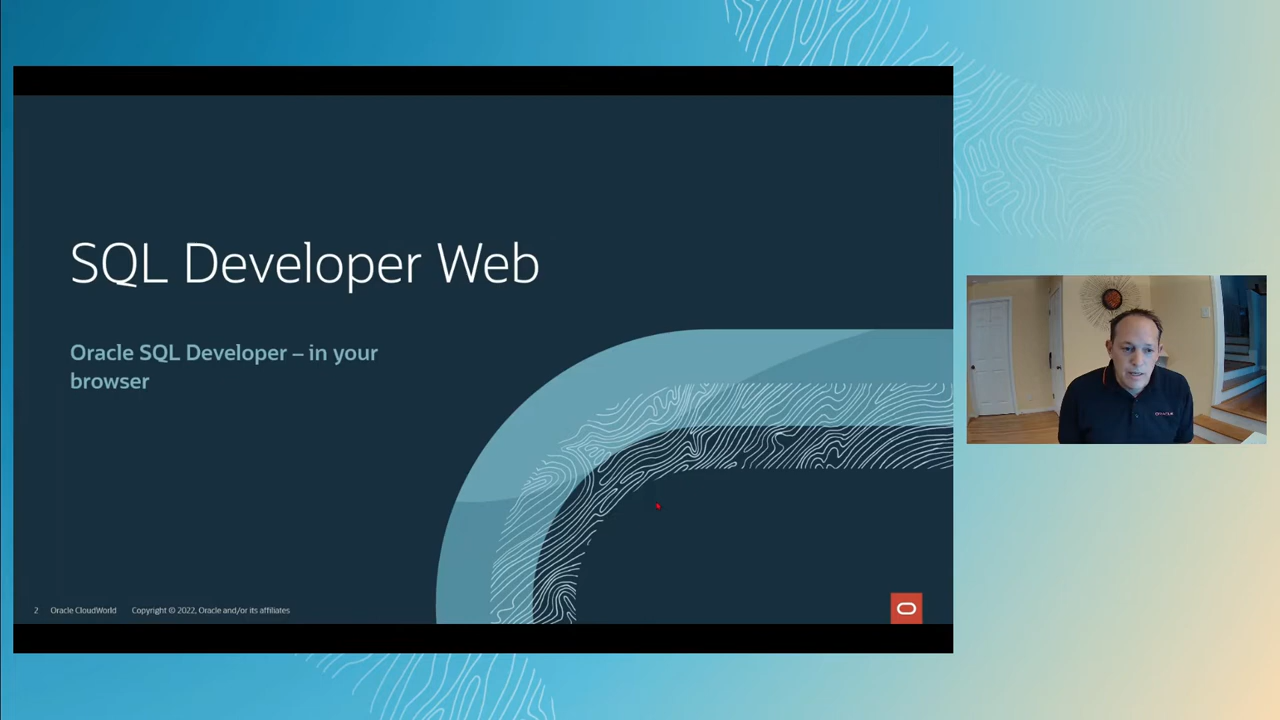 SQL Developer Web
Oracle SQL Developer – in your
browser
2 Oracle CloudWorld Copyright © 2022, Oracle and/or its affiliates
ORACLE